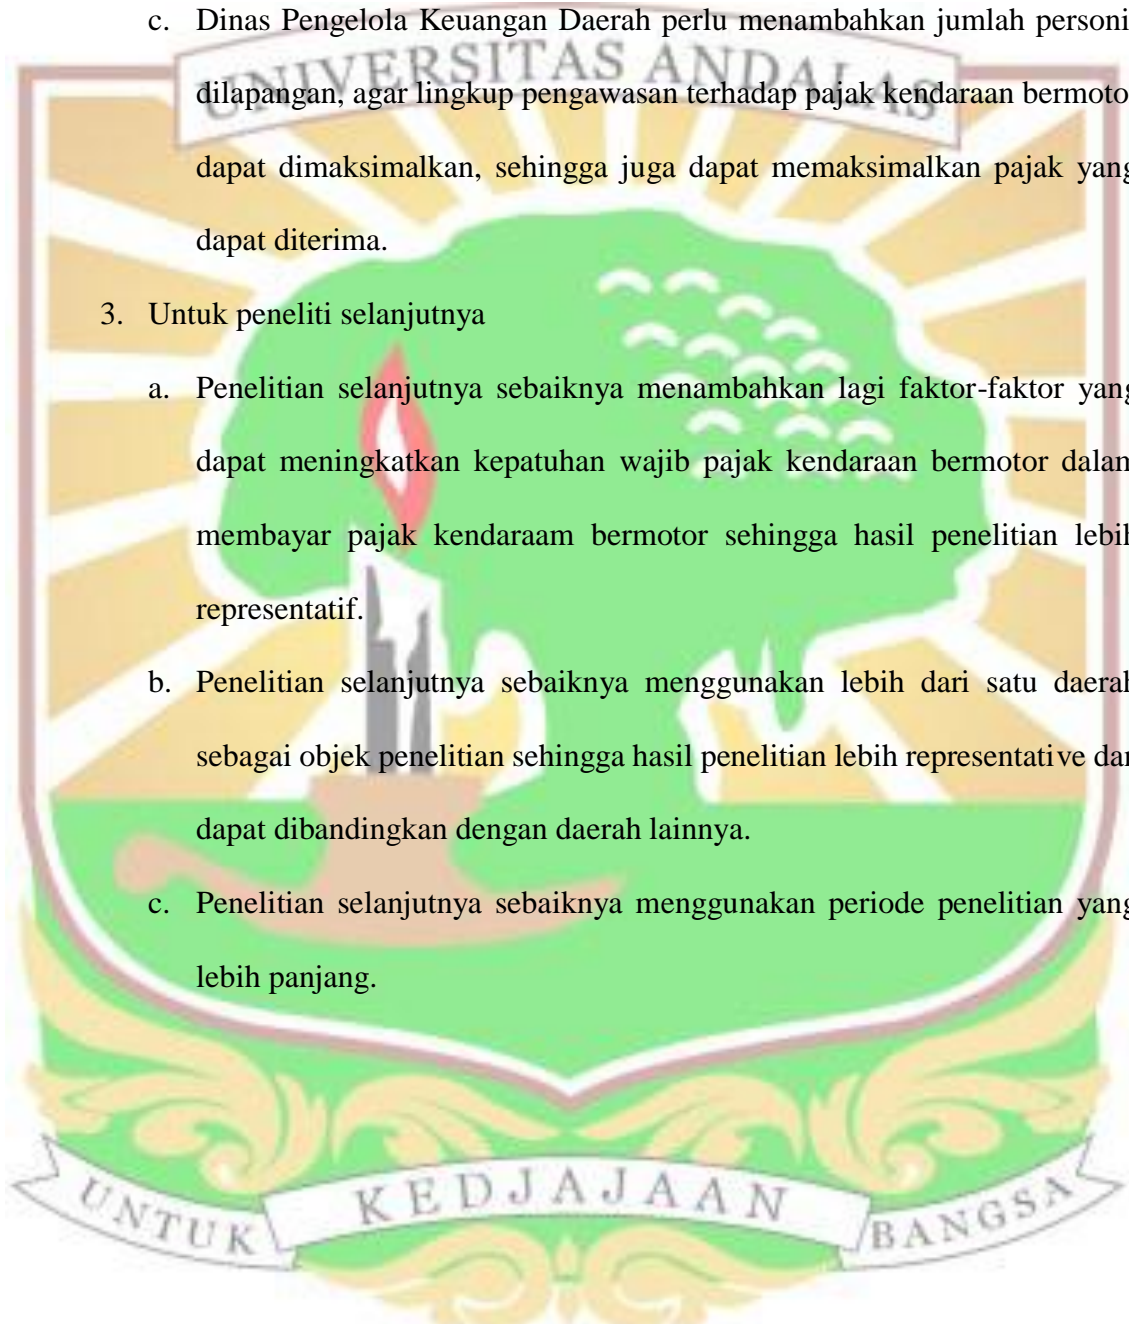 c. Dinas Pengelola Keuangan Daerah perlu menambahkan jumlah personi
UNIVERSITAS ANDALAS
dilapangan, agar lingkup pengawasan terhadap pajak kendaraan bermoto
dapat dimaksimalkan, sehingga juga dapat memaksimalkan pajak yang
dapat diterima.
3. Untuk peneliti selanjutnya
a. Penelitian selanjutnya sebaiknya menambahkan lagi faktor-faktor yang
dapat meningkatkan kepatuhan wajib pajak kendaraan bermotor dalam
membayar pajak kendaraam bermotor sehingga hasil penelitian lebih
representatif.
b. Penelitian selanjutnya sebaiknya menggunakan lebih dari satu daerah
sebagai objek penelitian sehingga hasil penelitian lebih representative dan
dapat dibandingkan dengan daerah lainnya.
c. Penelitian selanjutnya sebaiknya menggunakan periode penelitian yang
lebih panjang.
UNTUK KEDJAJAAN BANGSA